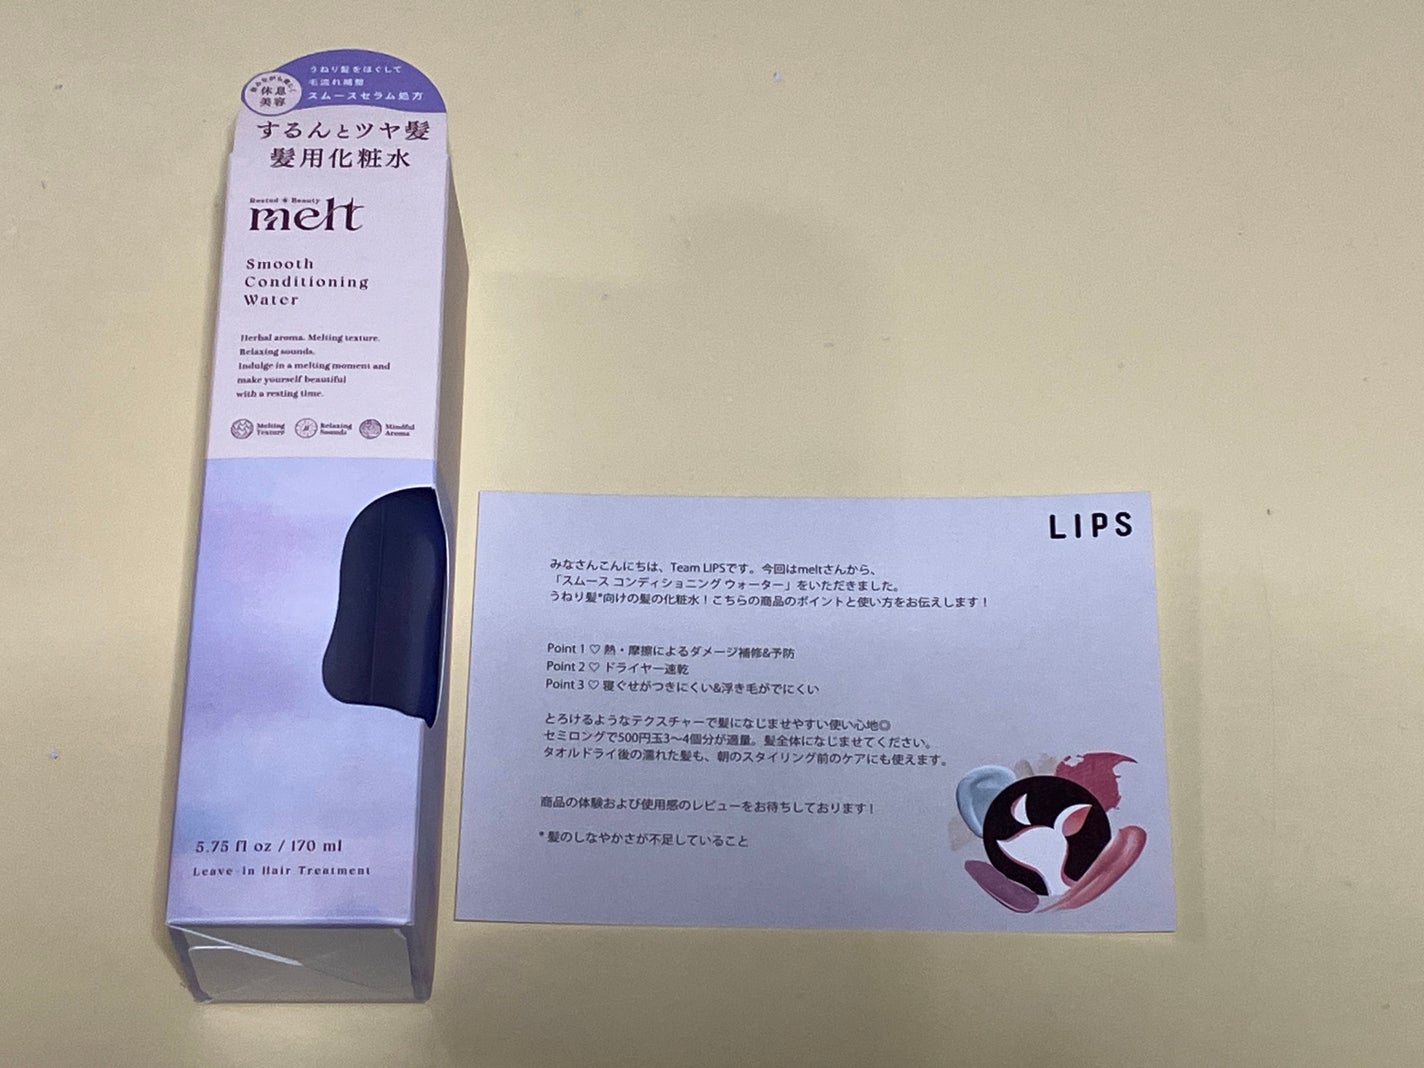 うねり髪をほぐして
毛流れ補整
スムースセラム処方
休息
美容
するんとツヤ髪
髪用化粧水
Rested Beauty
melt
Smooth
Conditioning
Water
Herbal aroma. Melting texture.
Relaxing sounds.
Indulge in a melting moment and
make yourself beautiful
with a resting time.
Melting
Texture
Relaxing
Sounds
Mindful
Aroma
5.75 fl oz / 170 ml
Leave-in Hair Treatment
LIPS
みなさんこんにちは、Team LIPSです。今回はmeltさんから、
「スムース コンディショニング ウォーター」をいただきました。
うねり髪*向けの髪の化粧水！こちらの商品のポイントと使い方をお伝えします！
Point 1 ♡ 熱・摩擦によるダメージ補修&予防
Point 2 ♡ ドライヤー速乾
Point 3 ♡ 寝ぐせがつきにくい&浮き毛がでにくい
とろけるようなテクスチャーで髪になじませやすい使い心地◎
セミロングで500円玉3〜4個分が適量。髪全体になじませてください。
タオルドライ後の濡れた髪も、朝のスタイリング前のケアにも使えます。
商品の体験および使用感のレビューをお待ちしております！
* 髪のしなやかさが不足していること